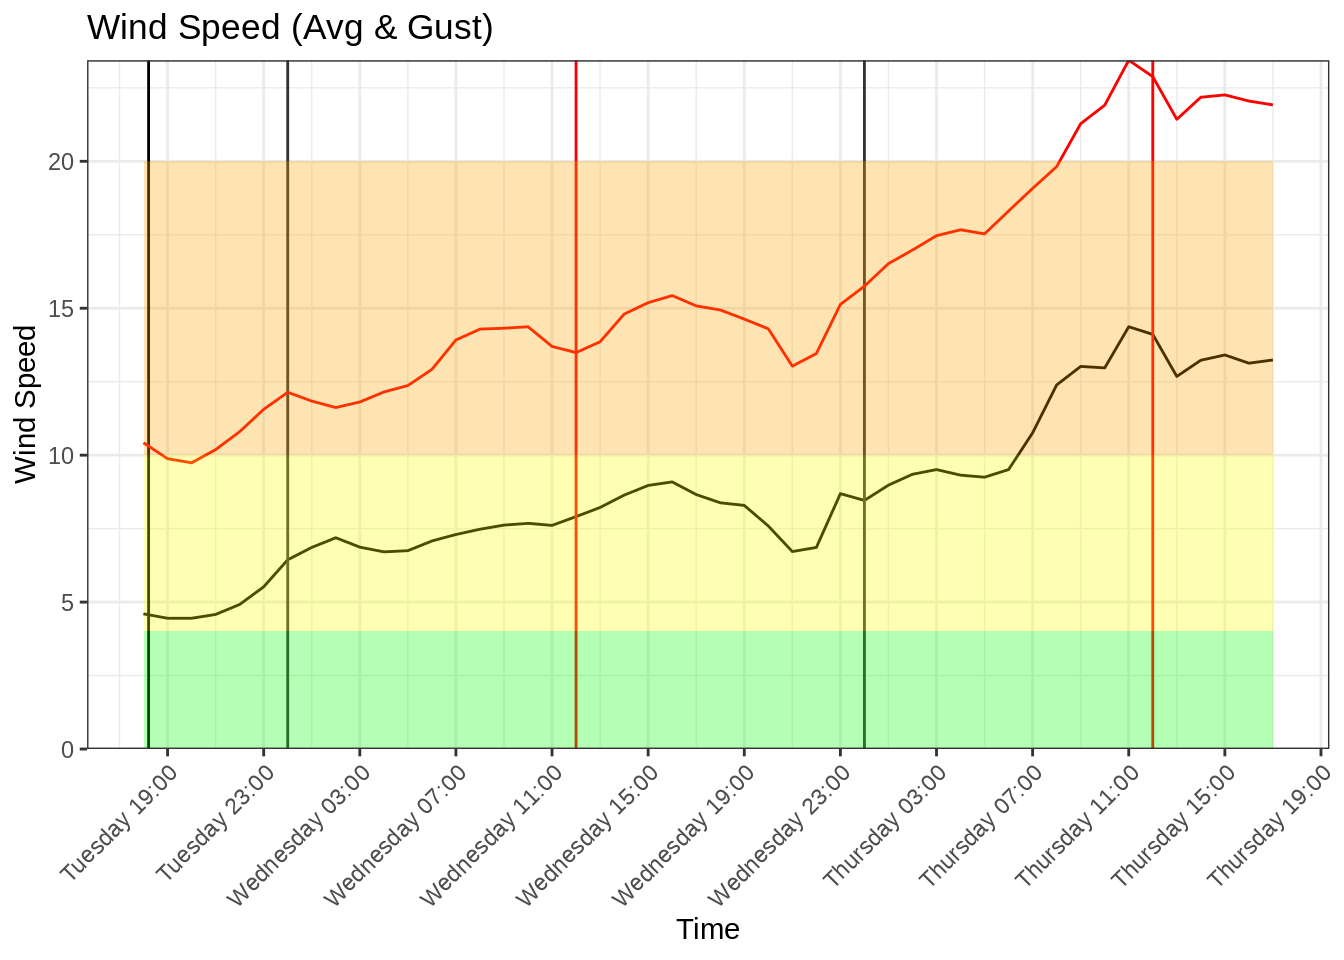 Wind Speed (Avg & Gust)
Wind Speed
20
15
10
5
0
Tuesday 19:00
Tuesday 23:00
Wednesday 03:00
Wednesday 07:00
Wednesday 11:00
Wednesday 15:00
Wednesday 19:00
Wednesday 23:00
Thursday 03:00
Thursday 07:00
Thursday 11:00
Thursday 15:00
Thursday 19:00
Time